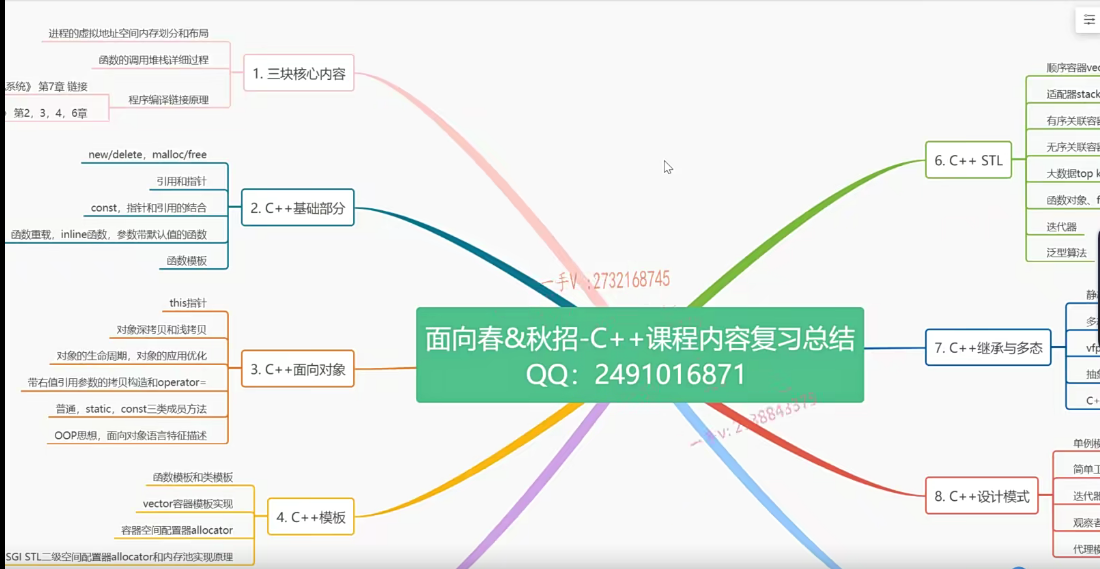 进程的虚拟地址空间内存划分和布局
函数的调用堆栈详细过程
系统》 第7章 链接
程序编译链接原理
第2，3，4，6章
1. 三块核心内容
new/delete，malloc/free
引用和指针
const，指针和引用的结合
函数重载，inline函数，参数带默认值的函数
函数模板
2. C++基础部分
this指针
对象深拷贝和浅拷贝
对象的生命周期，对象的应用优化
带右值引用参数的拷贝构造和operator=
普通，static，const三类成员方法
OOP思想，面向对象语言特征描述
3. C++面向对象
函数模板和类模板
vector容器模板实现
容器空间配置器allocator
SGI STL二级空间配置器allocator和内存池实现原理
4. C++模板
一手V :2732168745
面向春&秋招-C++课程内容复习总结
QQ：2491016871
6. C++ STL
顺序容器vec
适配器stack
有序关联容
无序关联容
大数据top k
函数对象、f
迭代器
泛型算法
7. C++继承与多态
静
多
vfp
抽
C+
8. C++设计模式
单例模
简单工
迭代器
观察者
代理模